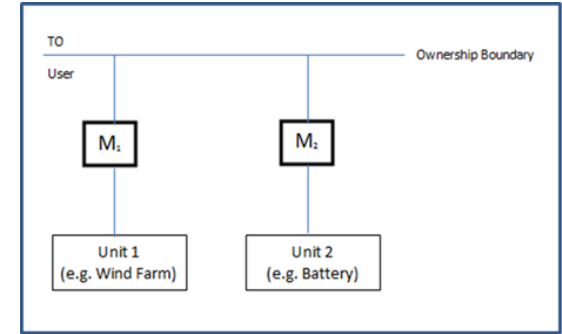 TO
Ownership Boundary
User
M₁
M₂
Unit 1
(e.g. Wind Farm)
Unit 2
(e.g. Battery)